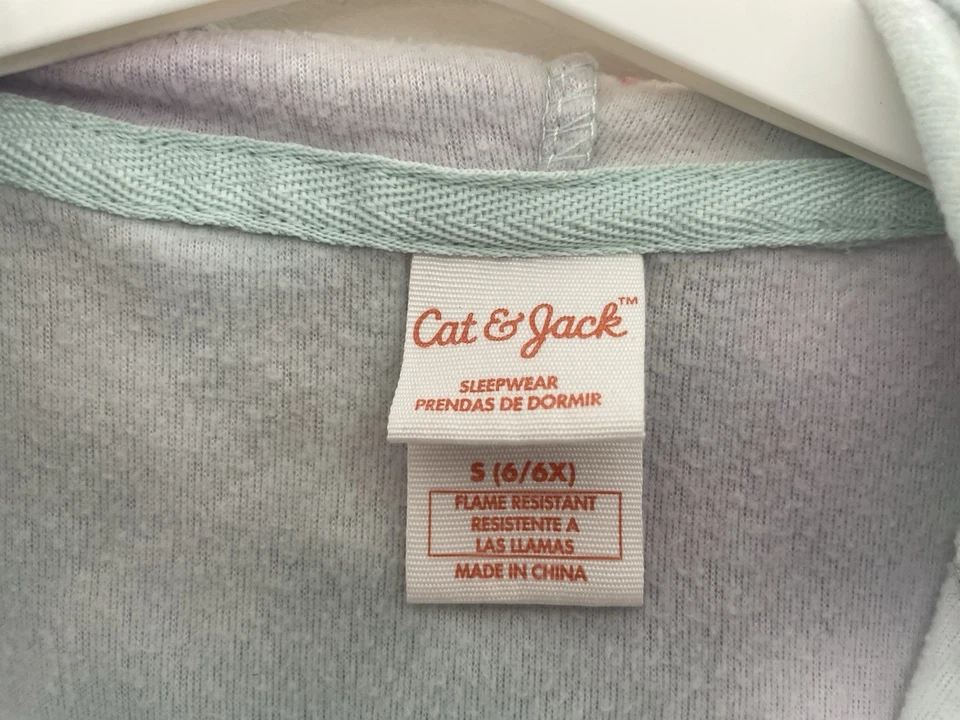 Cat & Jack™
SLEEPWEAR
PRENDAS DE DORMIR
S (6/6X)
FLAME RESISTANT
RESISTENTE A
LAS LLAMAS
MADE IN CHINA